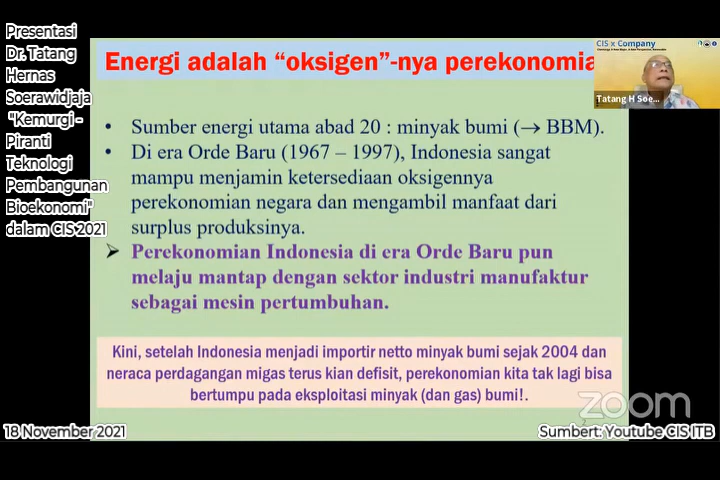 Presentasi
Dr. Tatang
Hernas
Soerawidjaja
"Kemurgi -
Piranti
Teknologi
Pembangunan
Bioekonomi"
dalam CIS 2021
Energi adalah “oksigen”-nya perekonomia
CIS x Company
Tatang H Soe...
• Sumber energi utama abad 20 : minyak bumi (→ BBM).
• Di era Orde Baru (1967 – 1997), Indonesia sangat
mampu menjamin ketersediaan oksigennya
perekonomian negara dan mengambil manfaat dari
surplus produksinya.
➢ Perekonomian Indonesia di era Orde Baru pun
melaju mantap dengan sektor industri manufaktur
sebagai mesin pertumbuhan.
Kini, setelah Indonesia menjadi importir netto minyak bumi sejak 2004 dan
neraca perdagangan migas terus kian defisit, perekonomian kita tak lagi bisa
bertumpu pada eksploitasi minyak (dan gas) bumi!.
zoom
18 November 2021
Sumbert: Youtube CIS ITB